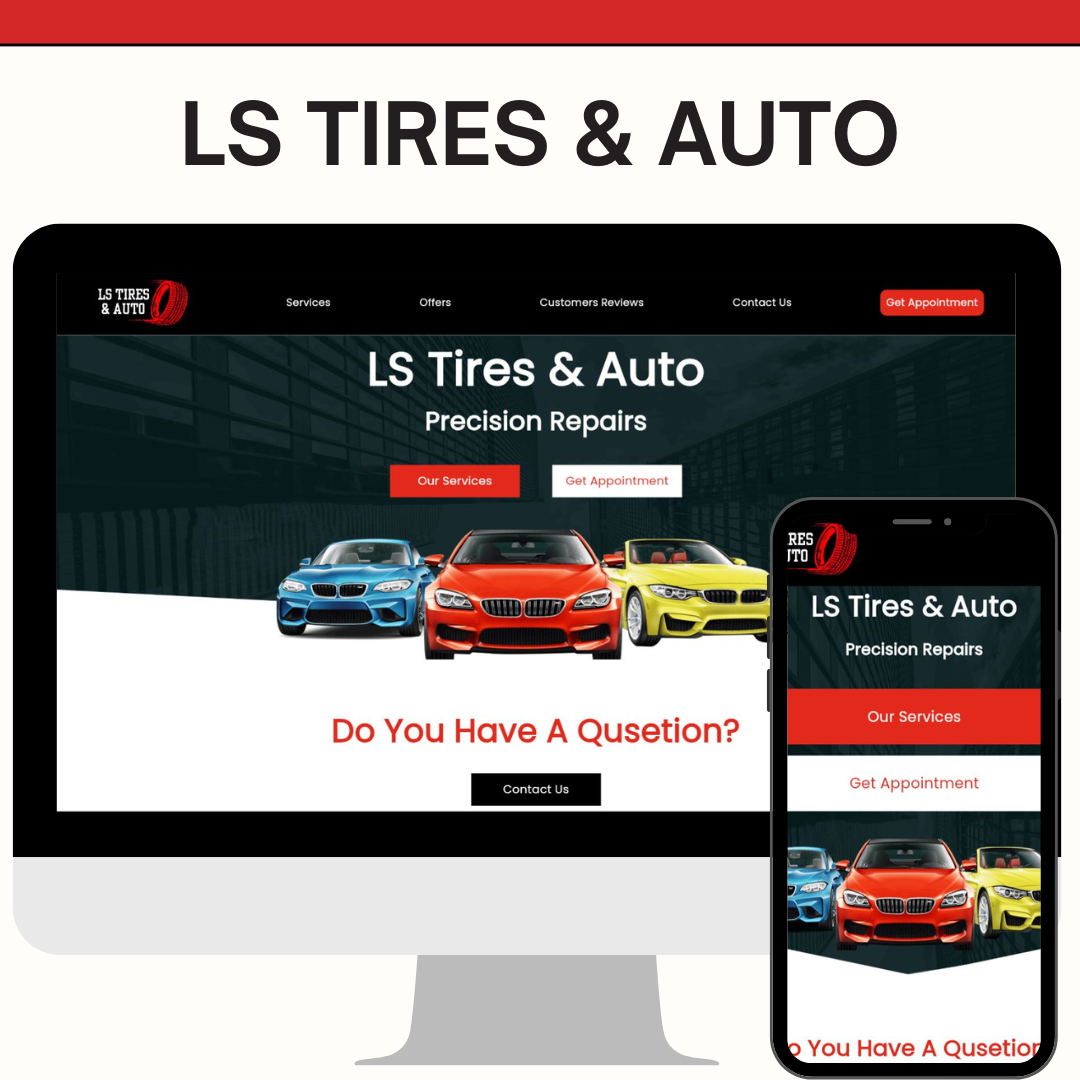 LS TIRES & AUTO
LS TIRES
& AUTO
Services
Offers
Customers Reviews
Contact Us
Get Appointment
LS Tires & Auto
Precision Repairs
Our Services
Get Appointment
Do You Have A Qusetion?
Contact Us
RES
UTO
LS Tires & Auto
Precision Repairs
Our Services
Get Appointment
o You Have A Qusetion